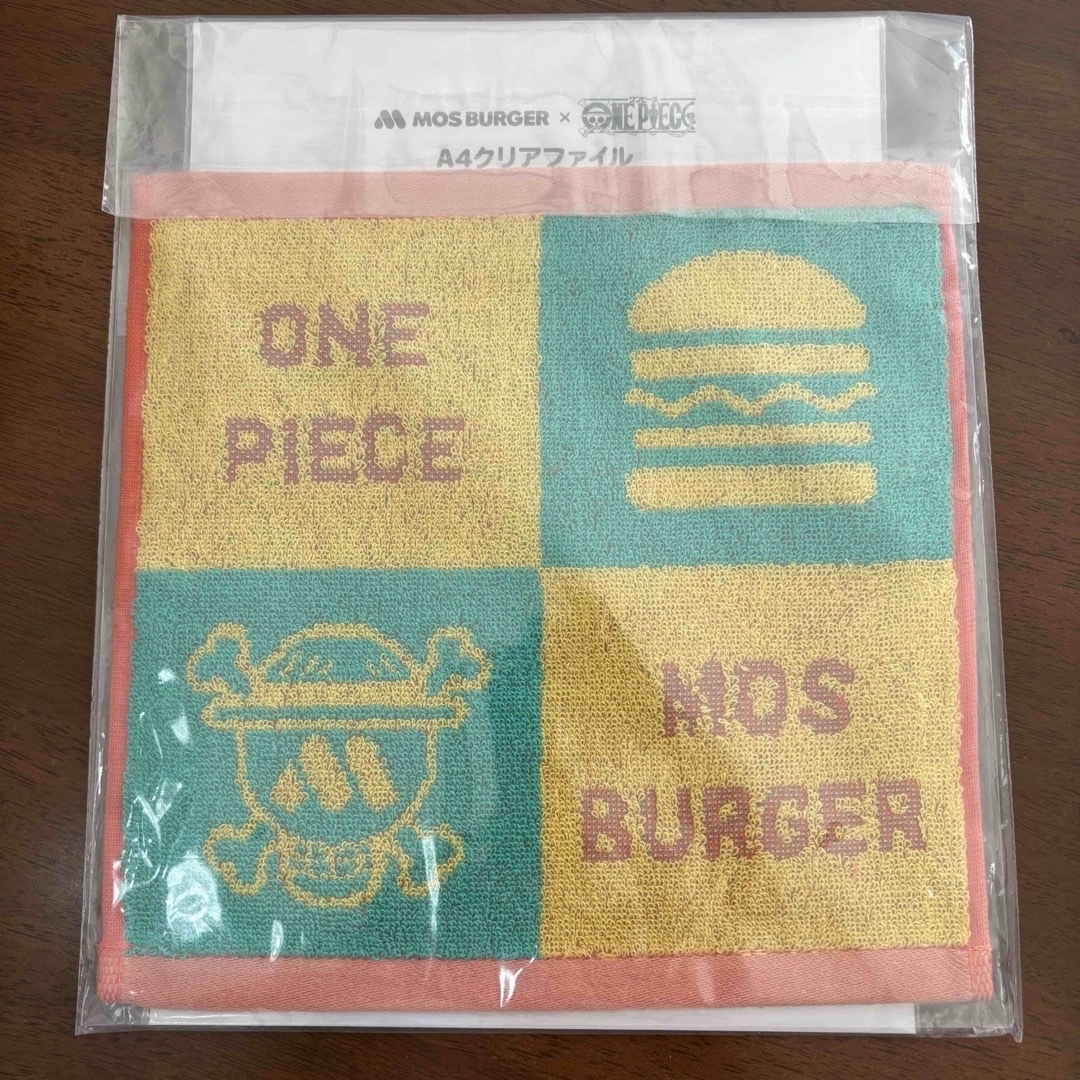 MOS BURGER × ONE PIECE
A4クリアファイル
ONE
PIECE
MOS
BURGER